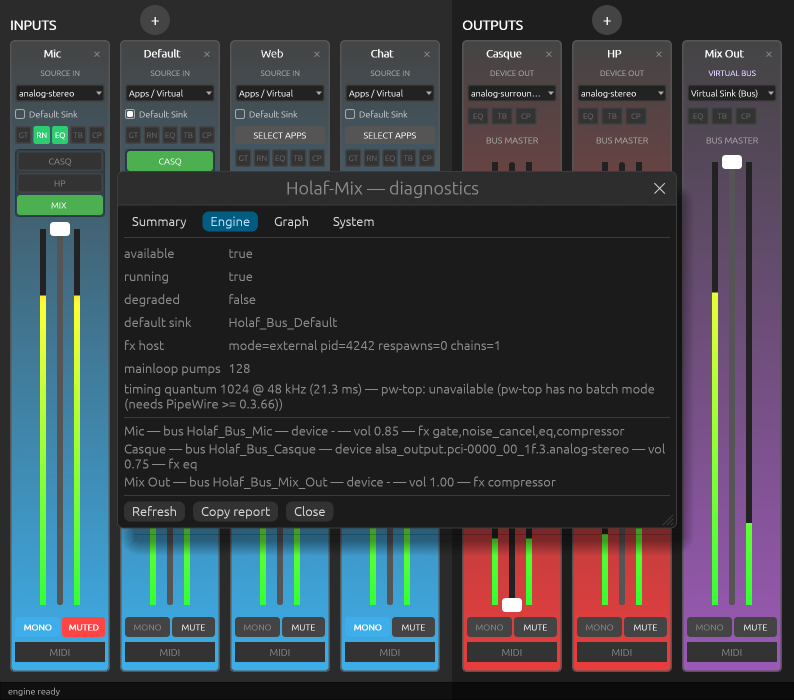 INPUTS
+
OUTPUTS
+
Mic ×
Default ×
Web ×
Chat ×
Casque ×
HP ×
Mix Out ×
SOURCE IN
SOURCE IN
SOURCE IN
SOURCE IN
DEVICE OUT
DEVICE OUT
VIRTUAL BUS
analog-stereo
Apps / Virtual
Apps / Virtual
Apps / Virtual
analog-surroun...
analog-stereo
Virtual Sink (Bus)
Default Sink
Default Sink
Default Sink
Default Sink
EQ TB CP
EQ TB CP
EQ TB CP
GT RN EQ TB CP
GT RN EQ TB CP
SELECT APPS
SELECT APPS
BUS MASTER
BUS MASTER
BUS MASTER
CASQ
CASQ
GT RN EQ TB CP
GT RN EQ TB CP
HP
MIX
Holaf-Mix — diagnostics
Summary Engine Graph System
available true
running true
degraded false
default sink Holaf_Bus_Default
fx host mode=external pid=4242 respawns=0 chains=1
mainloop pumps 128
timing quantum 1024 @ 48 kHz (21.3 ms) — pw-top: unavailable (pw-top has no batch mode
(needs PipeWire >= 0.3.66))
Mic — bus Holaf_Bus_Mic — device - — vol 0.85 — fx gate,noise_cancel,eq,compressor
Casque — bus Holaf_Bus_Casque — device alsa_output.pci-0000_00_1f.3.analog-stereo — vol
0.75 — fx eq
Mix Out — bus Holaf_Bus_Mix_Out — device - — vol 1.00 — fx compressor
Refresh Copy report Close
MONO MUTED
MONO MUTE
MONO MUTE
MONO MUTE
MONO MUTE
MONO MUTE
MONO MUTE
MIDI
MIDI
MIDI
MIDI
MIDI
MIDI
MIDI
engine ready